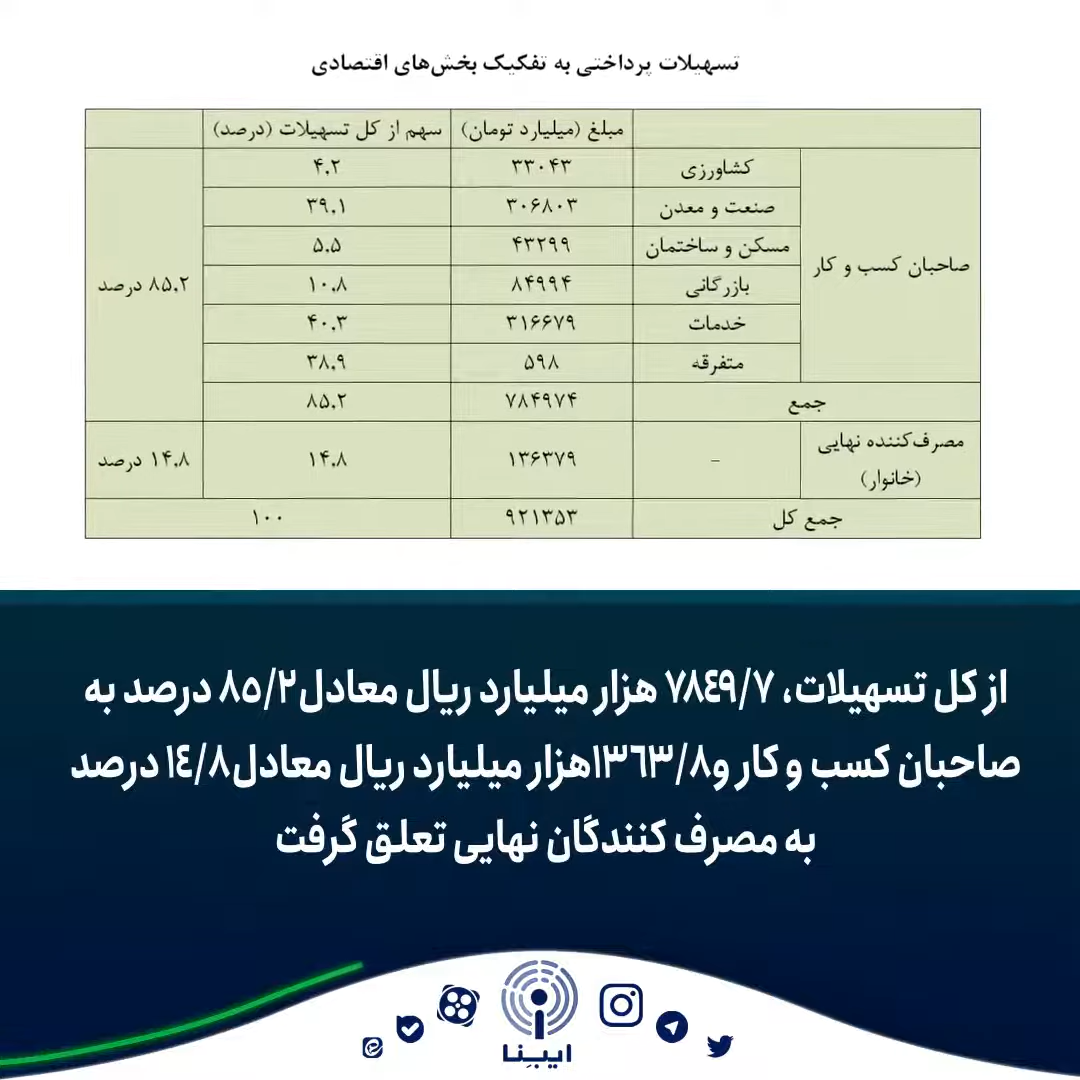 تسهیلات پرداختی به تفکیک بخش‌های اقتصادی
مبلغ (میلیارد تومان) سهم از کل تسهیلات (درصد)
صاحبان کسب و کار
کشاورزی ۳۳۰۴۳ ۴.۲
صنعت و معدن ۳۰۶۸۰۳ ۳۹.۱
مسکن و ساختمان ۴۳۲۹۹ ۵.۵
بازرگانی ۸۴۹۹۴ ۱۰.۸
خدمات ۳۱۶۶۷۹ ۴۰.۳
متفرقه ۵۹۸ ۳۸.۹
جمع ۷۸۴۹۷۴ ۸۵.۲
۸۵.۲ درصد
مصرف‌کننده نهایی
(خانوار)
– ۱۳۶۳۷۹ ۱۴.۸ ۱۴.۸ درصد
جمع کل ۹۲۱۳۵۳ ۱۰۰
از کل تسهیلات، ۷۸٤۹/۷ هزار میلیارد ریال معادل۸۵/۲ درصد به
صاحبان کسب و کار و۱۳٦۳/۸هزار میلیارد ریال معادل۱٤/۸ درصد
به مصرف کنندگان نهایی تعلق گرفت
ایبِنا